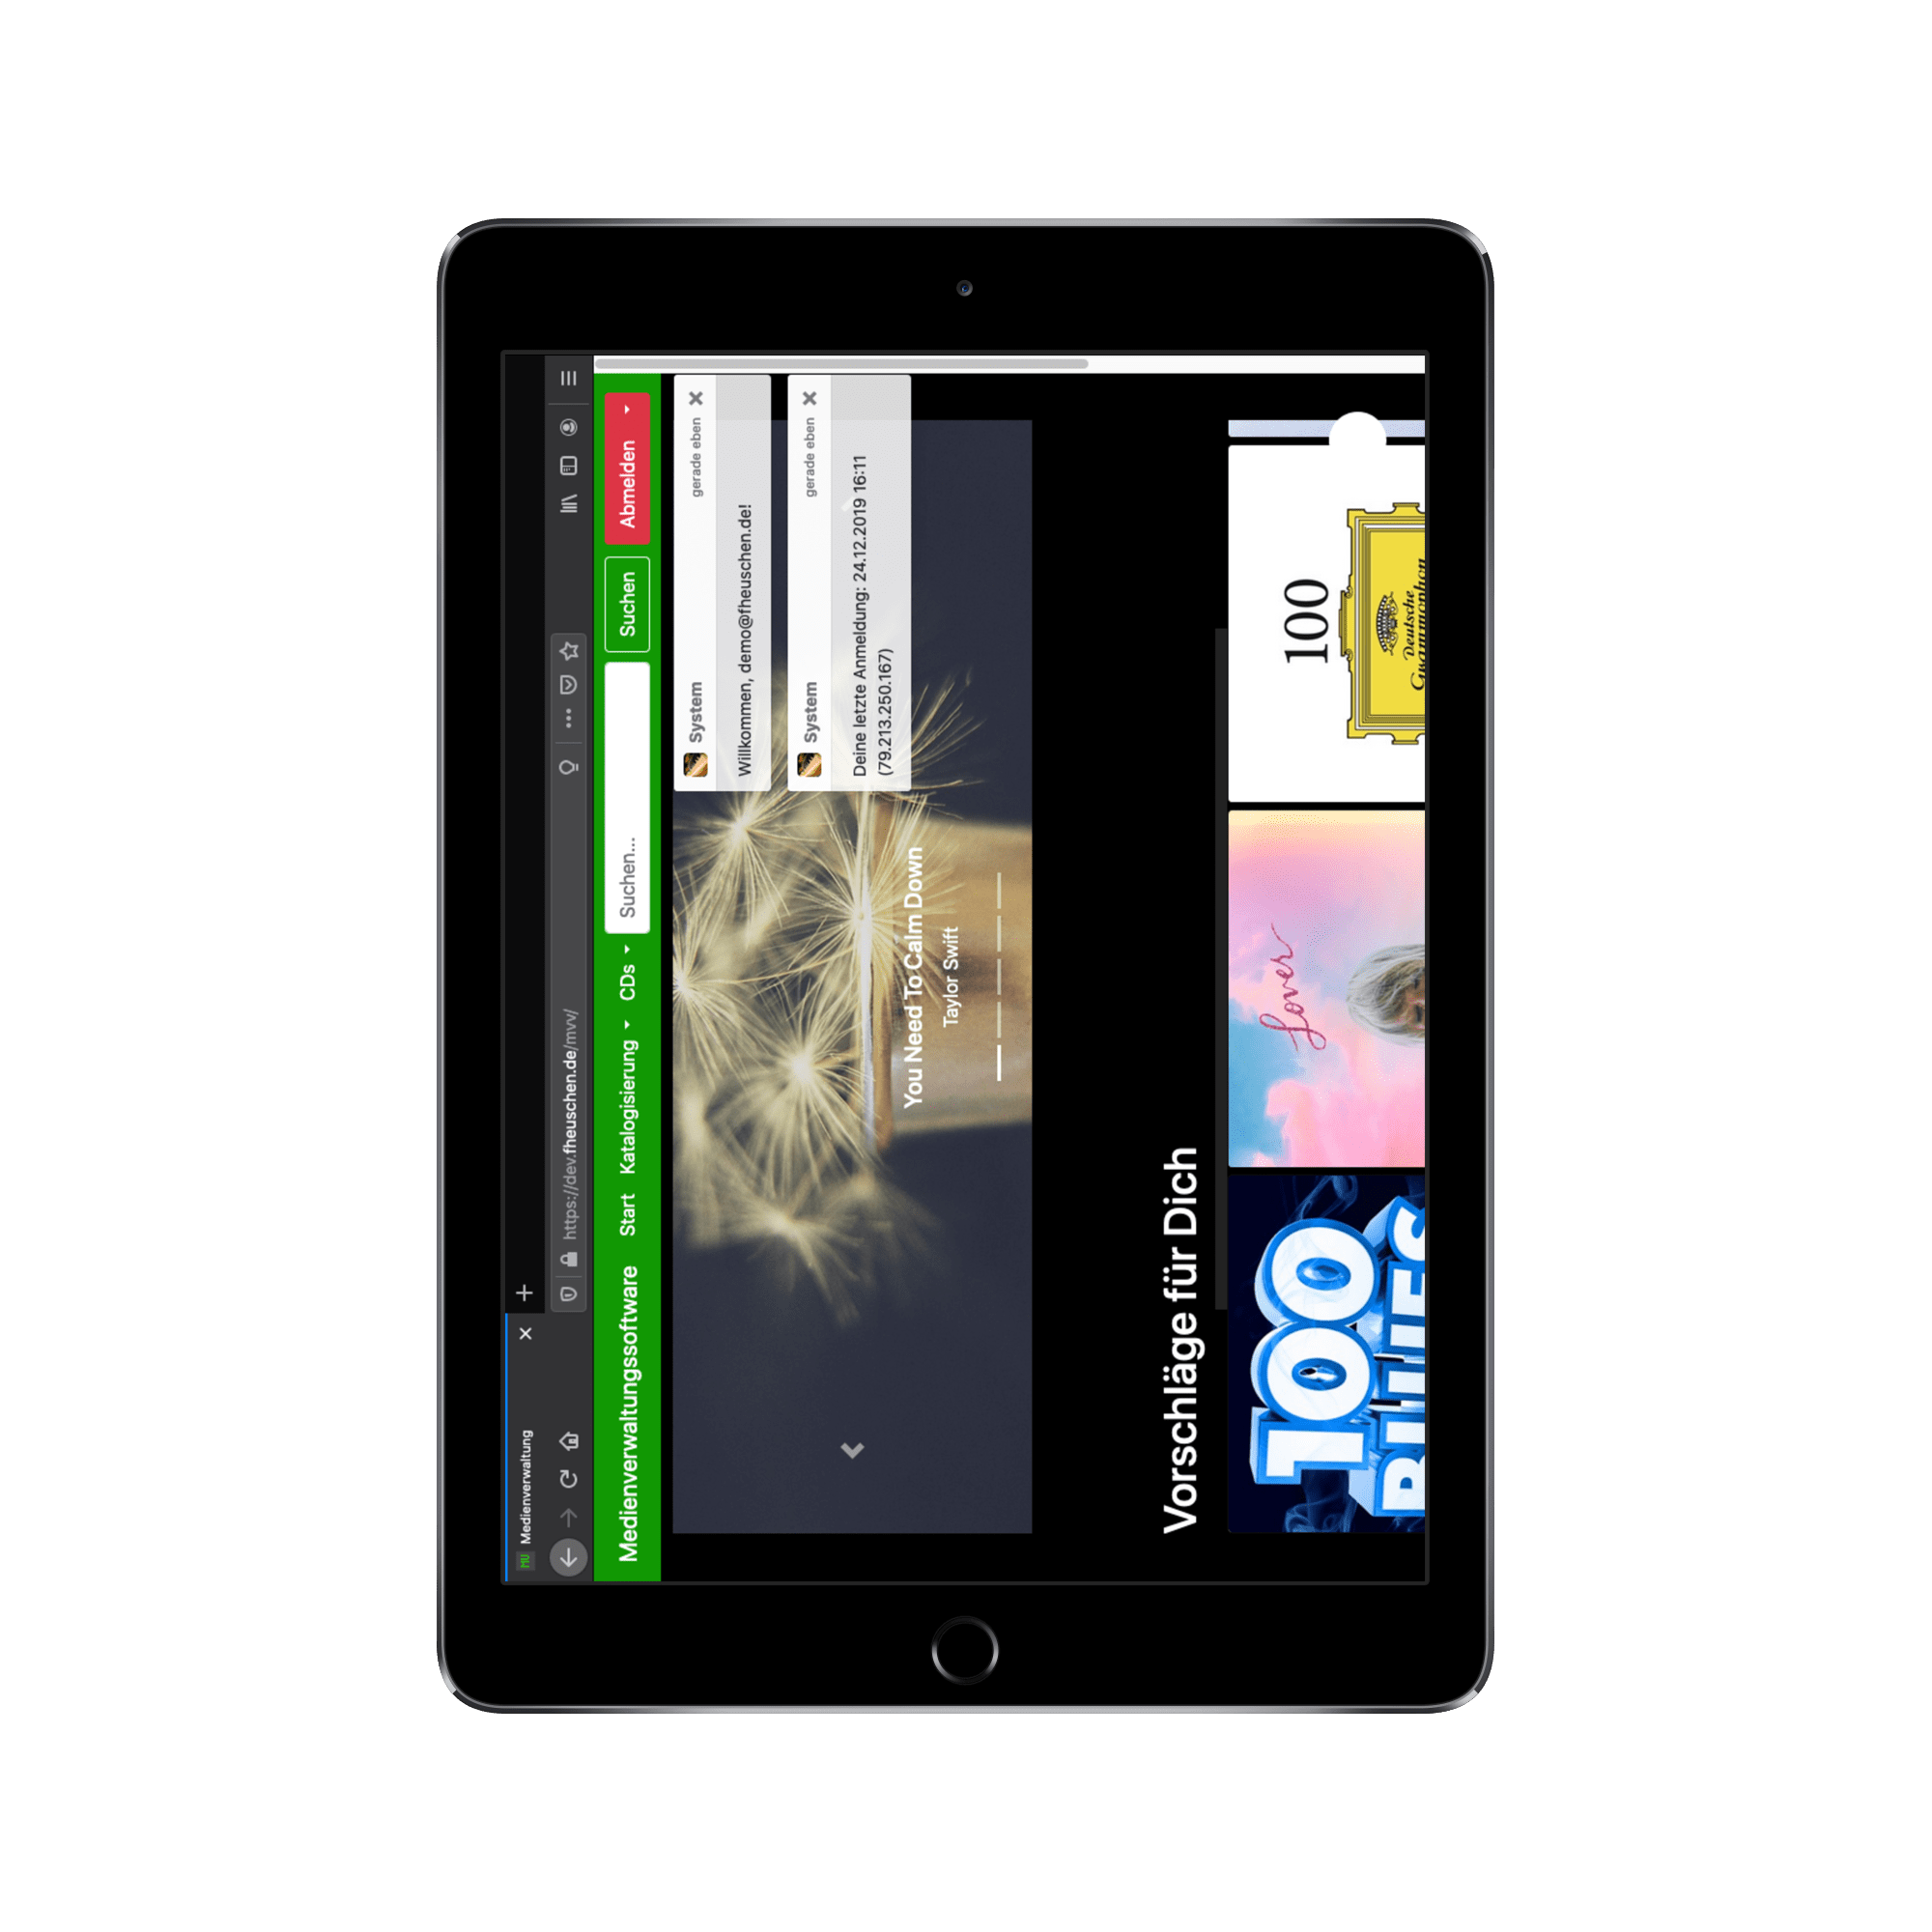 MU Medienverwaltung
https://dev.fheuschen.de/mvv/
Medienverwaltungssoftware Start Katalogisierung CDs Suchen... Suchen Abmelden
System gerade eben
Willkommen, demo@fheuschen.de!
System gerade eben
Deine letzte Anmeldung: 24.12.2019 16:11
(79.213.250.167)
You Need To Calm Down
Taylor Swift
Vorschläge für Dich
100
BLUES
Lover
100
Deutsche
Grammophon